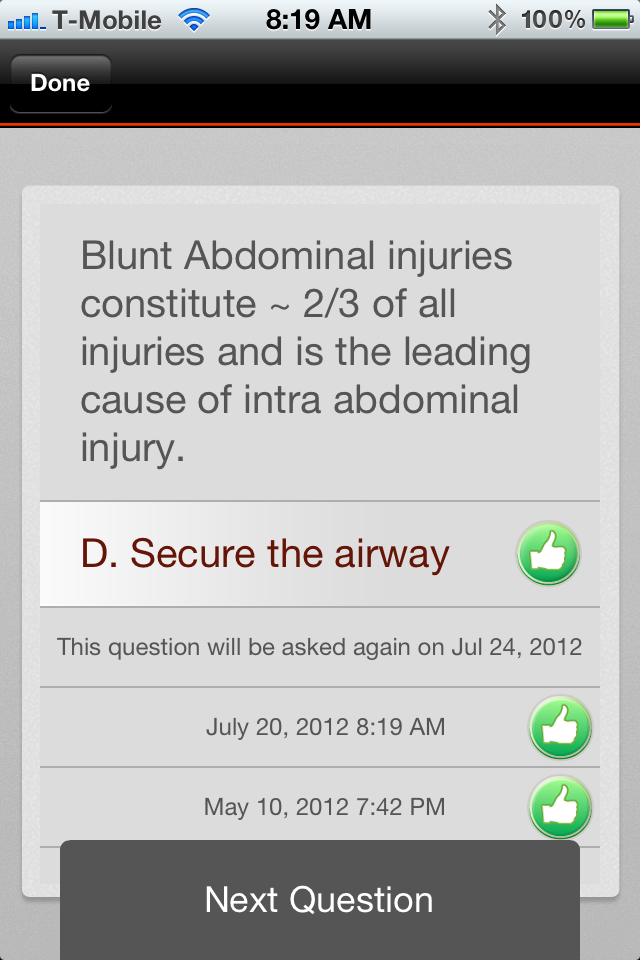 T-Mobile 8:19 AM 100%
Done
Blunt Abdominal injuries
constitute ~ 2/3 of all
injuries and is the leading
cause of intra abdominal
injury.
D. Secure the airway
This question will be asked again on Jul 24, 2012
July 20, 2012 8:19 AM
May 10, 2012 7:42 PM
Next Question